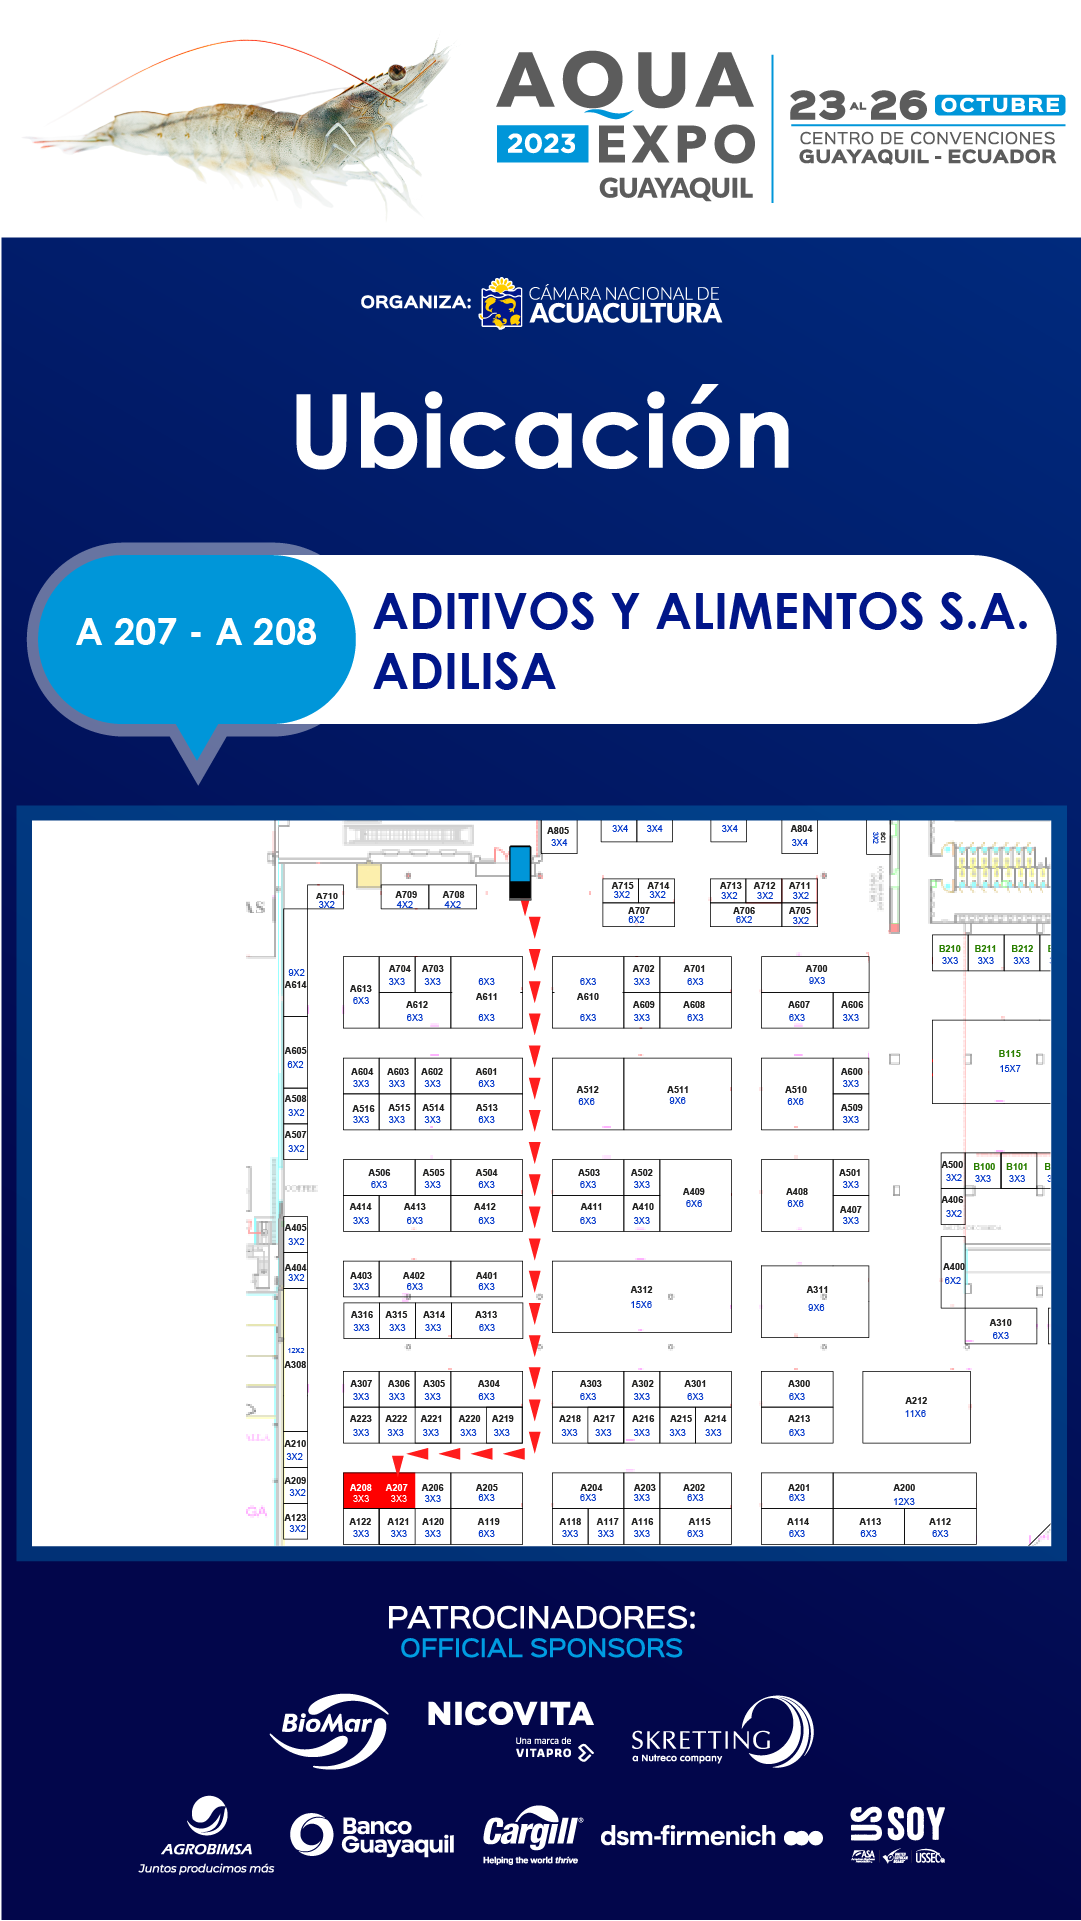 AQUA
2023 EXPO
GUAYAQUIL
23 AL 26 OCTUBRE
CENTRO DE CONVENCIONES
GUAYAQUIL - ECUADOR
ORGANIZA:
CÁMARA NACIONAL DE
ACUACULTURA
Ubicación
A 207 - A 208
ADITIVOS Y ALIMENTOS S.A.
ADILISA
A805 3X4
3X4
3X4
3X4
A804 3X4
3X2
A710 3X2
A709 4X2
A708 4X2
A715 3X2
A714 3X2
A707 6X2
A713 3X2
A712 3X2
A711 3X2
A706 6X2
A705 3X2
B210 3X3
B211 3X3
B212 3X3
9X2 A614
A613 6X3
A704 3X3
A703 3X3
A612 6X3
6X3 A611 6X3
6X3 A610 6X3
A702 3X3
A701 6X3
A609 3X3
A608 6X3
A700 9X3
A607 6X3
A606 3X3
B115 15X7
A605 6X2
A508 3X2
A507 3X2
A604 3X3
A603 3X3
A602 3X3
A601 6X3
A516 3X3
A515 3X3
A514 3X3
A513 6X3
A512 6X6
A511 9X6
A510 6X6
A600 3X3
A509 3X3
COFFEE
A506 6X3
A505 3X3
A504 6X3
A414 3X3
A413 6X3
A412 6X3
A503 6X3
A502 3X3
A411 6X3
A410 3X3
A409 6X6
A408 6X6
A501 3X3
A407 3X3
A500 3X2
B100 3X3
B101 3X3
A406 3X2
A405 3X2
A404 3X2
A403 3X3
A402 6X3
A401 6X3
A316 3X3
A315 3X3
A314 3X3
A313 6X3
A312 15X6
A311 9X6
A400 6X2
A310 6X3
12X2 A308
A307 3X3
A306 3X3
A305 3X3
A304 6X3
A223 3X3
A222 3X3
A221 3X3
A220 3X3
A219 3X3
A303 6X3
A302 3X3
A301 6X3
A218 3X3
A217 3X3
A216 3X3
A215 3X3
A214 3X3
A300 6X3
A213 6X3
A212 11X6
A210 3X2
A209 3X2
A123 3X2
A208 3X3
A207 3X3
A206 3X3
A205 6X3
A122 3X3
A121 3X3
A120 3X3
A119 6X3
A204 6X3
A203 3X3
A202 6X3
A118 3X3
A117 3X3
A116 3X3
A115 6X3
A201 6X3
A200 12X3
A114 6X3
A113 6X3
A112 6X3
PATROCINADORES:
OFFICIAL SPONSORS
BioMar
NICOVITA
Una marca de
VITAPRO
SKRETTING
a Nutreco company
AGROBIMSA
Juntos producimos más
Banco
Guayaquil
Cargill®
Helping the world thrive
dsm-firmenich
US SOY
ASA
USSEC